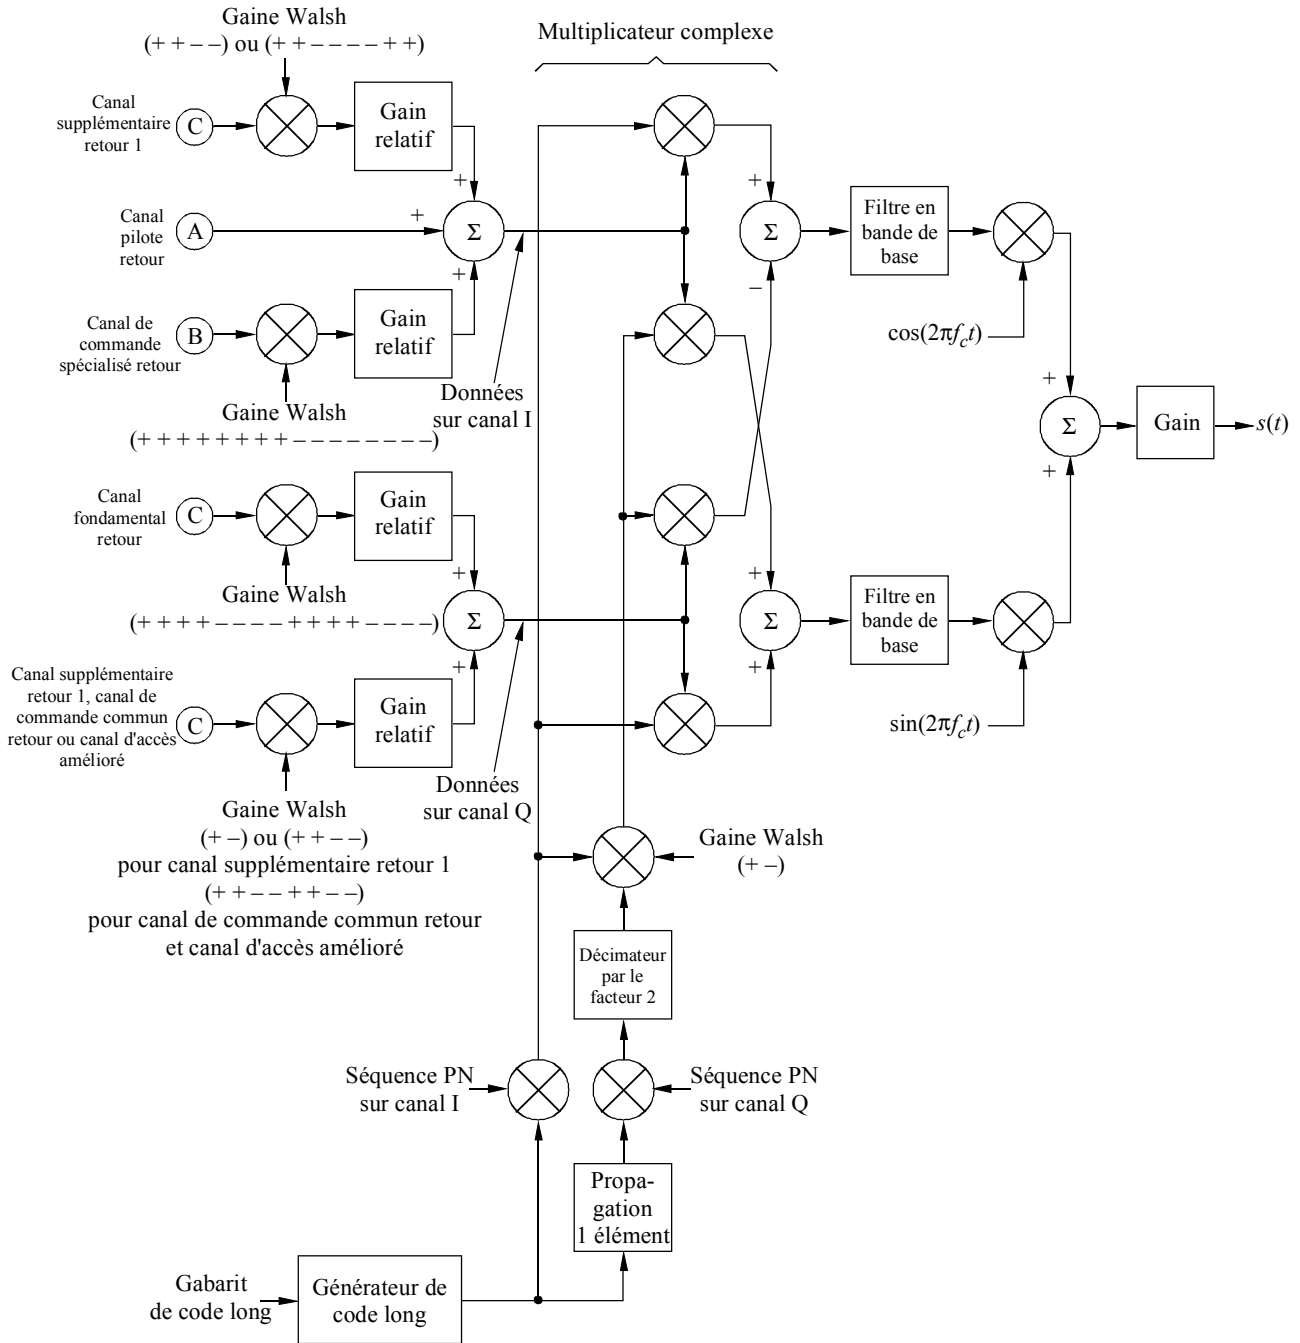 Gaine Walsh
(+ + – –) ou (+ + – – – – + +)
Multiplicateur complexe
Canal
supplémentaire
retour 1
C
Gain
relatif
+
+
Canal
pilote
retour
A
+
Σ
Σ
Filtre en
bande de
base
+
–
Canal de
commande
spécialisé retour
B
Gain
relatif
cos(2πf_c t)
Données
sur canal I
Gaine Walsh
(+ + + + + + + + – – – – – – – –)
+
Σ
Gain
s(t)
+
Canal
fondamental
retour
C
Gain
relatif
+
+
Gaine Walsh
(+ + + + – – – – + + + + – – – –)
Σ
Σ
Filtre en
bande de
base
+
+
Canal supplémentaire
retour 1, canal de
commande commun
retour ou canal d'accès
amélioré
C
Gain
relatif
sin(2πf_c t)
Données
sur canal Q
Gaine Walsh
(+ –) ou (+ + – –)
pour canal supplémentaire retour 1
(+ + – – + + – –)
pour canal de commande commun retour
et canal d'accès amélioré
Gaine Walsh
(+ –)
Décimateur
par le
facteur 2
Séquence PN
sur canal I
Séquence PN
sur canal Q
Propa-
gation
1 élément
Gabarit
de code long
Générateur de
code long